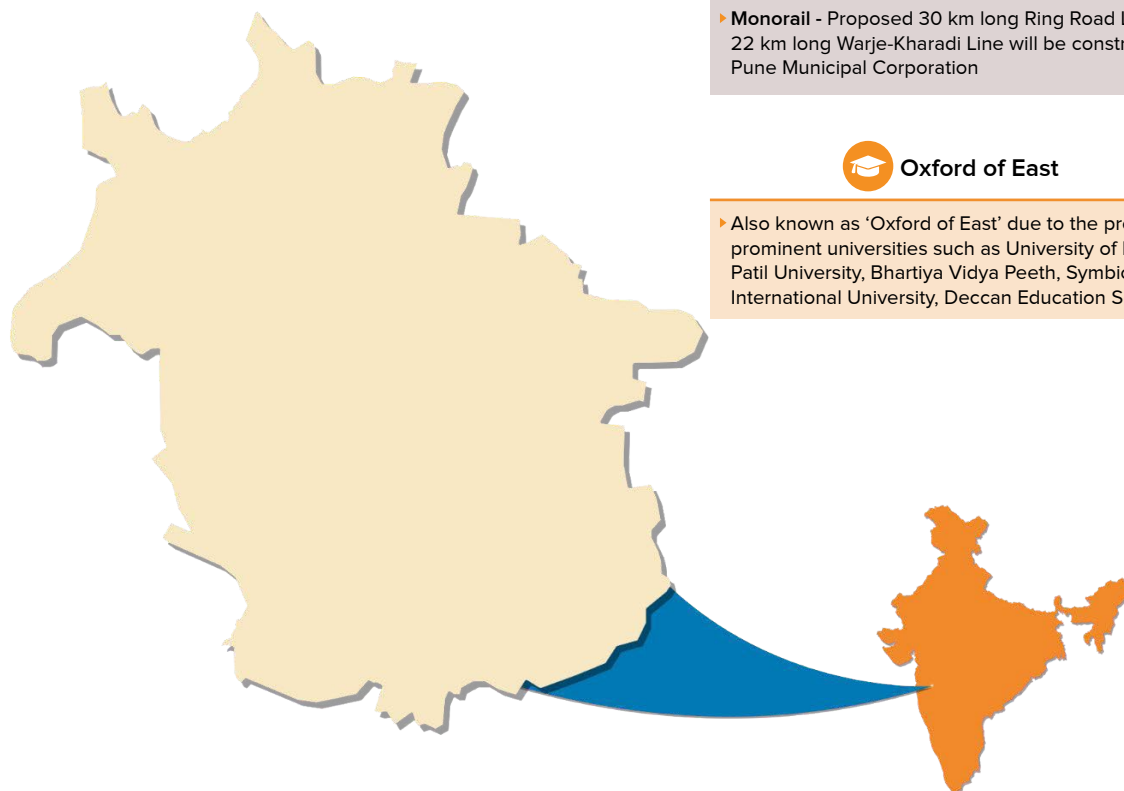 Monorail - Proposed 30 km long Ring Road
22 km long Warje-Kharadi Line will be
Pune Municipal Corporation
Oxford of East
Also known as ‘Oxford of East’ due to the
prominent universities such as University of
Patil University, Bhartiya Vidya Peeth,
International University, Deccan Education